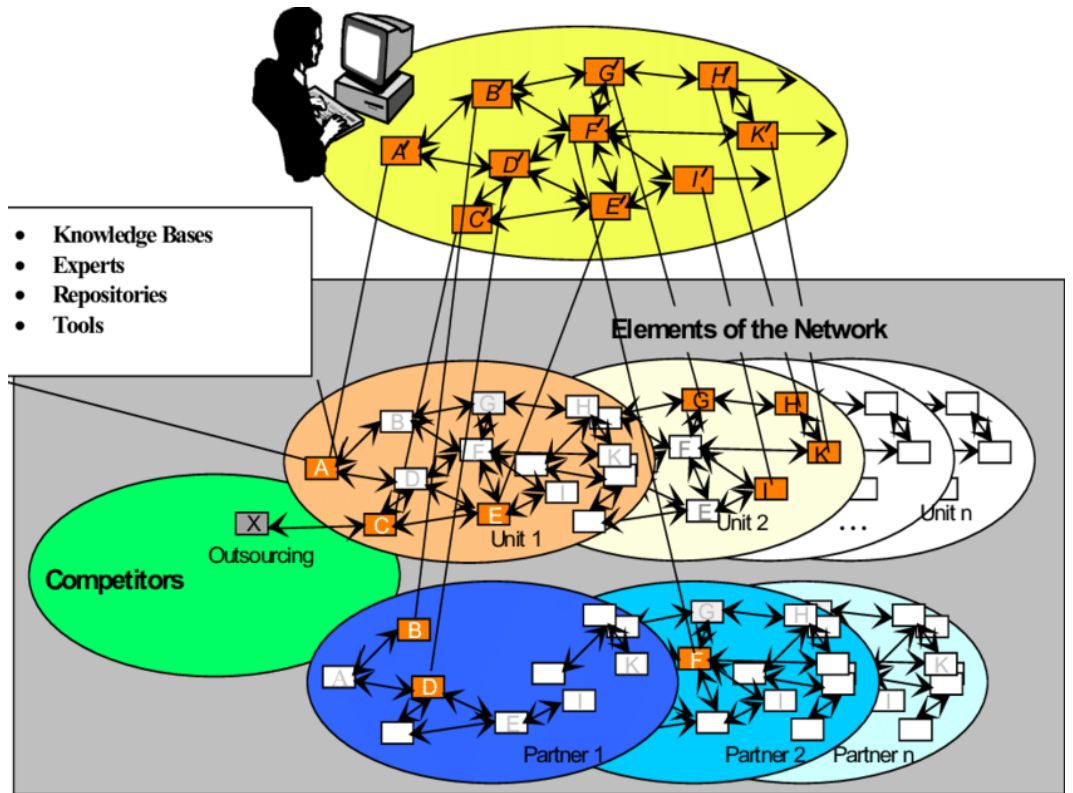 G'
H'
B'
K'
F'
A'
D'
I'
E'
C'
• Knowledge Bases
• Experts
• Repositories
• Tools
Elements of the Network
G H G H
B
F F
K K
A D
I I
X C E E
Unit 1 Unit 2 ... Unit n
Outsourcing
Competitors
B G H
F K K
A D
I I I
E
Partner 1 Partner 2 Partner n